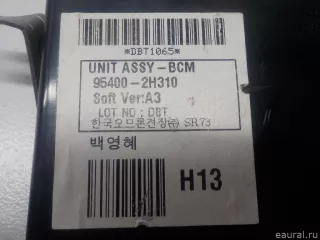 *DBT1065*
UNIT ASSY-BCM
95400-2H310
Soft Ver:A3
LOT NO : DBT
한국오므론전장㈜ SR73
백영혜
H13
eaural.ru